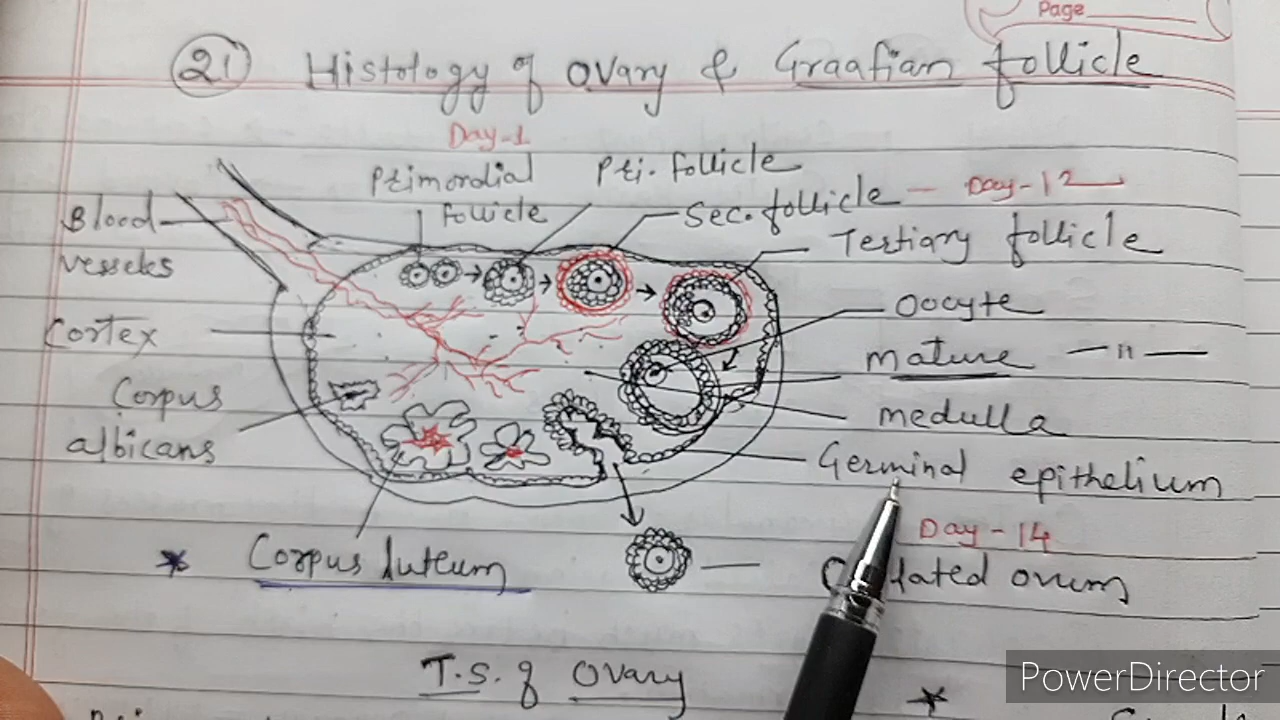 Page
21 Histology of Ovary & Graafian follicle
Day-1
Primordial follicle
Pri. follicle
Sec. follicle - Day-12
Tertiary follicle
Blood vessels
Oocyte
Cortex
mature — 11 —
Corpus albicans
medulla
Germinal epithelium
Day-14
* Corpus luteum
ovum
T.S. of Ovary
*
PowerDirector